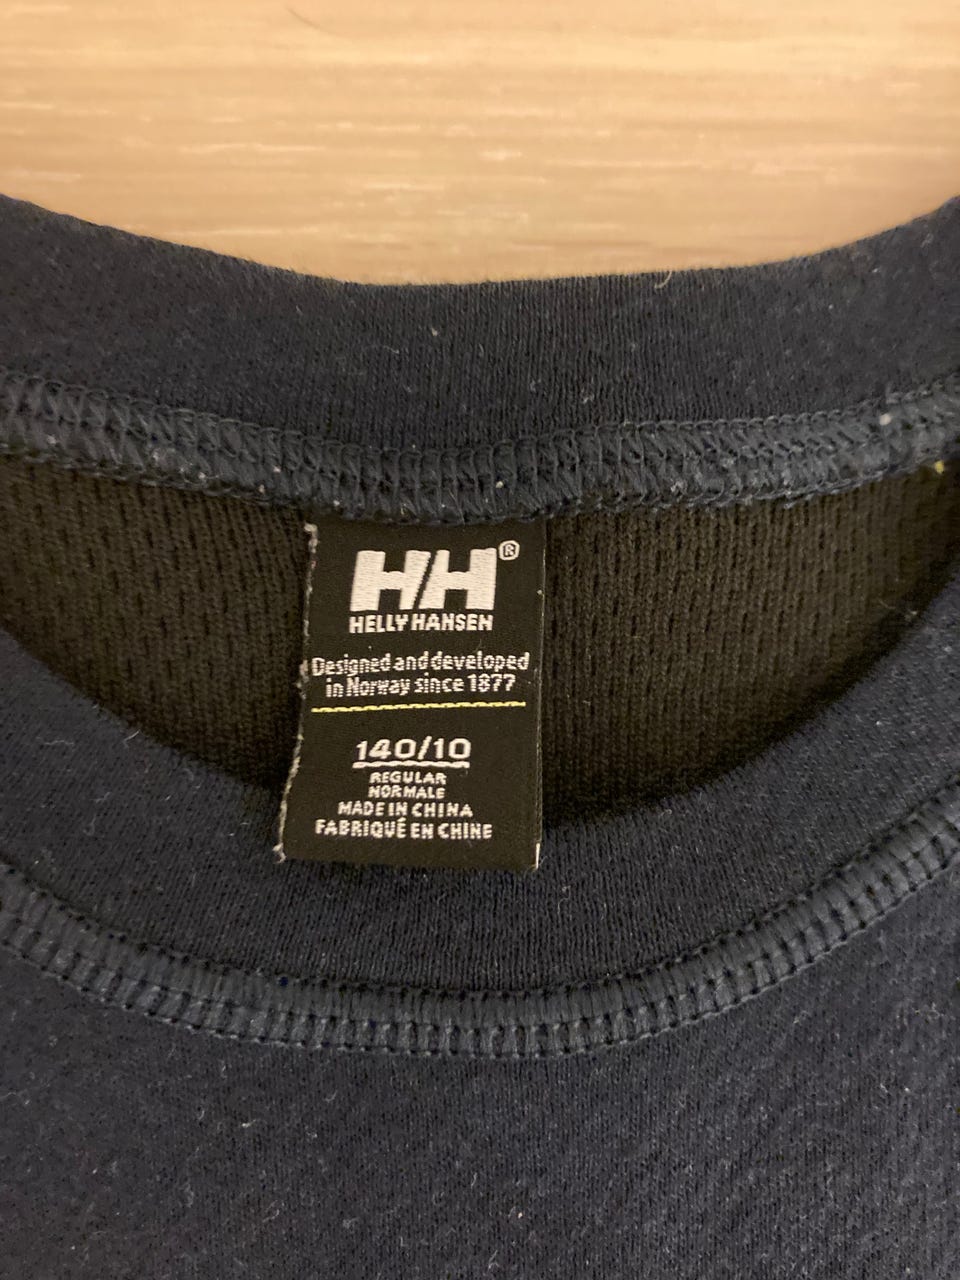 HH®
HELLY HANSEN
Designed and developed
in Norway since 1877
140/10
REGULAR
NORMALE
MADE IN CHINA
FABRIQUÉ EN CHINE